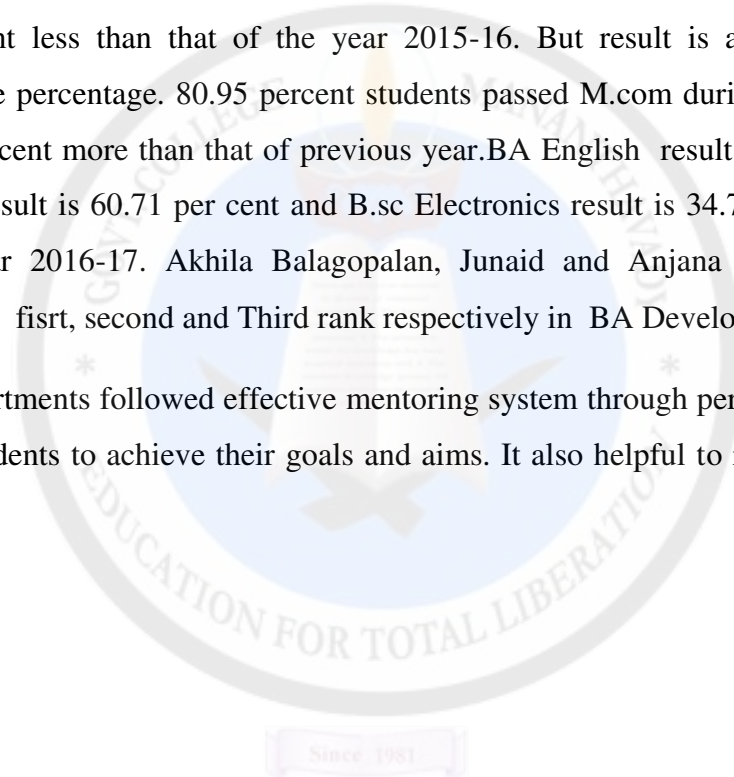 nt less than that of the year 2015-16. But result is a
e percentage. 80.95 percent students passed M.com duri
cent more than that of previous year.BA English result
sult is 60.71 per cent and B.sc Electronics result is 34.7
r 2016-17. Akhila Balagopalan, Junaid and Anjana
fisrt, second and Third rank respectively in BA Develo
rtments followed effective mentoring system through per
dents to achieve their goals and aims. It also helpful to
GOVT COLLEGE MANANTHAVADY
* *
EDUCATION FOR TOTAL LIBERATION
Since 1981